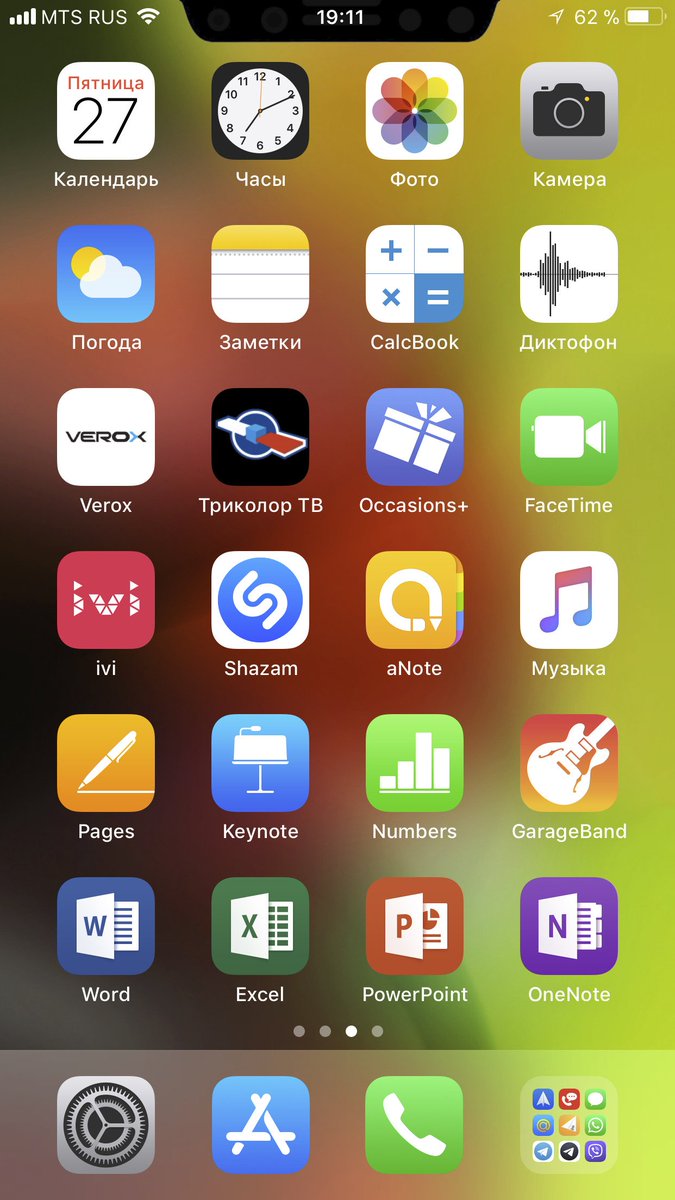 MTS RUS 19:11 62 %
Пятница
27
Календарь Часы Фото Камера
Погода Заметки CalcBook Диктофон
VEROX
Verox Триколор ТВ Occasions+ FaceTime
ivi
ivi Shazam aNote Музыка
Pages Keynote Numbers GarageBand
W X P N
Word Excel PowerPoint OneNote